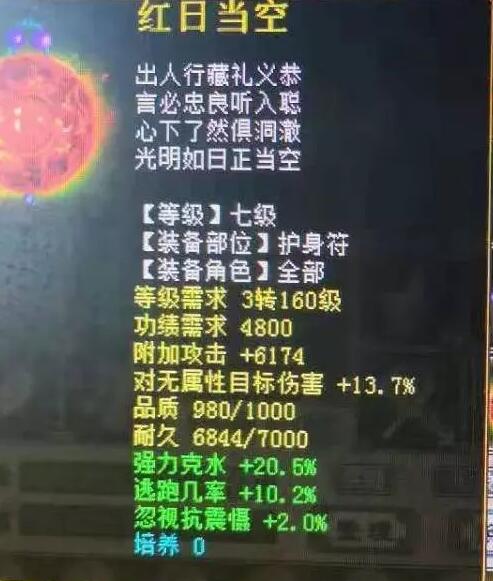 红日当空
出人行藏礼义恭
言必忠良听入聪
心下了然俱洞澈
光明如日正当空
【等级】七级
【装备部位】护身符
【装备角色】全部
等级需求 3转160级
功绩需求 4800
附加攻击 +6174
对无属性目标伤害 +13.7%
品质 980/1000
耐久 6844/7000
强力克水 +20.5%
逃跑几率 +10.2%
忽视抗震慑 +2.0%
培养 0